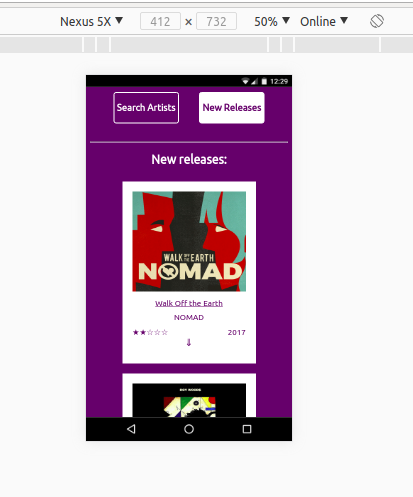 Nexus 5X ▼ 412 × 732 50% ▼ Online ▼
12:29
Search Artists New Releases
New releases:
WALK OFF THE EARTH
NOMAD
Walk Off the Earth
NOMAD
★★☆☆☆ 2017
⇓